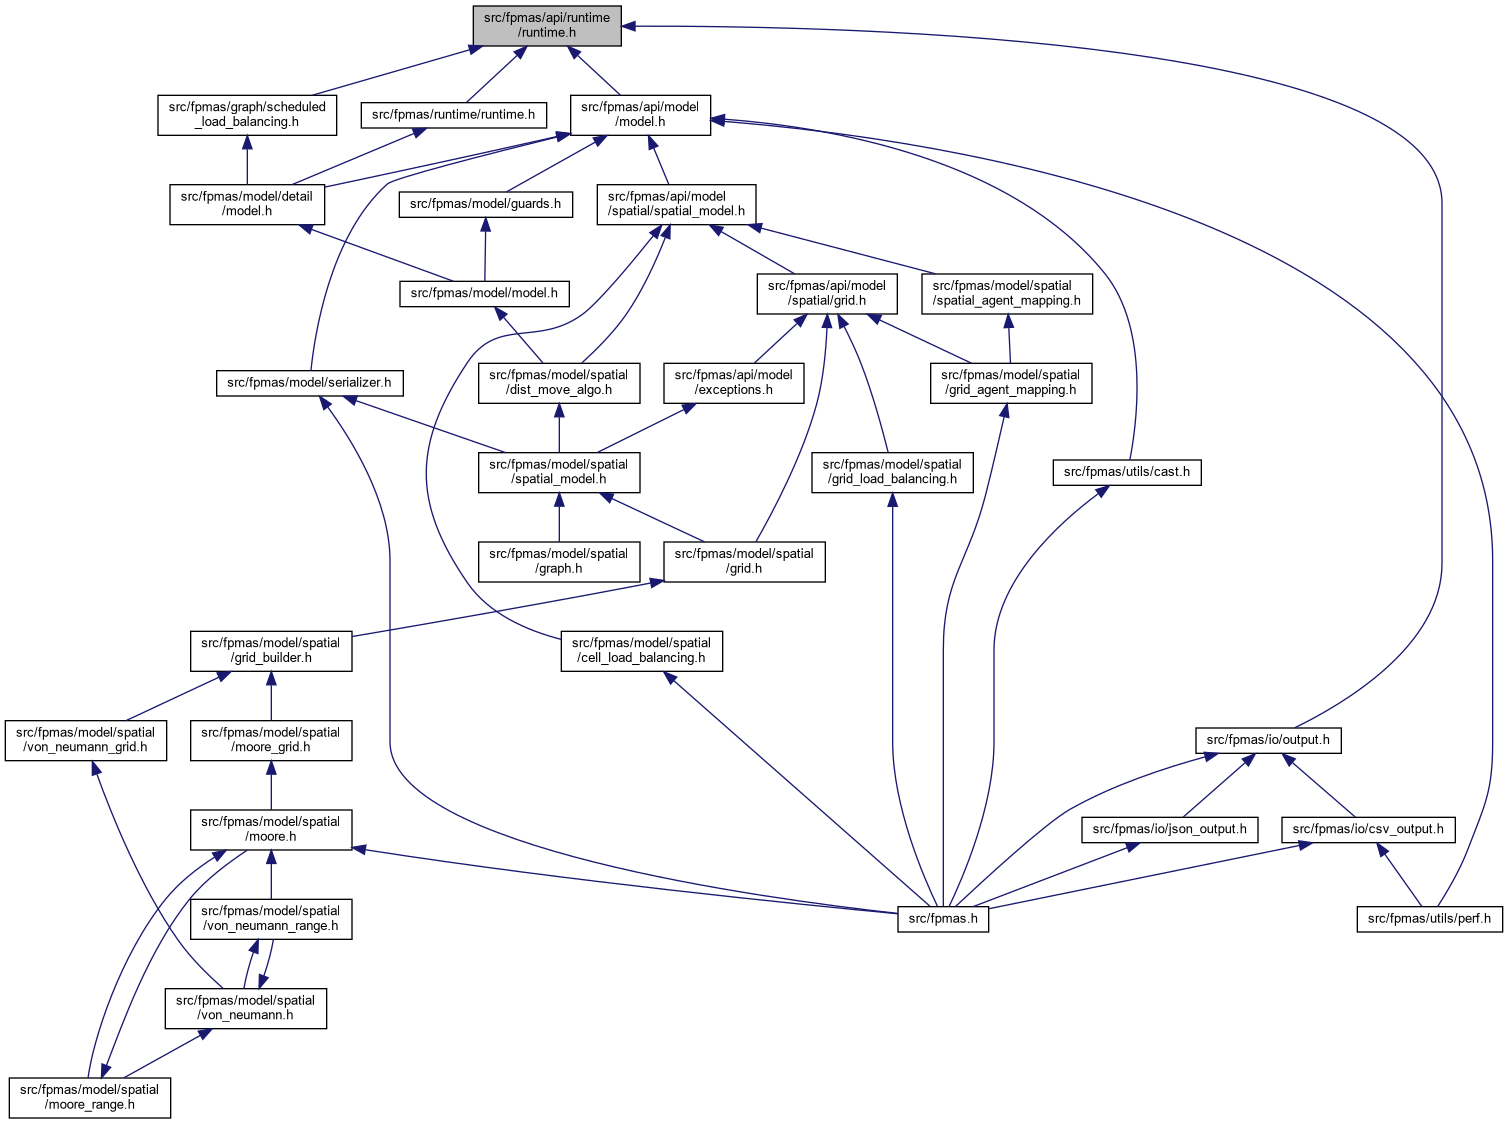 src/fpmas/api/runtime
/runtime.h
src/fpmas/graph/scheduled
_load_balancing.h
src/fpmas/runtime/runtime.h
src/fpmas/api/model
/model.h
src/fpmas/model/detail
/model.h
src/fpmas/model/guards.h
src/fpmas/api/model
/spatial/spatial_model.h
src/fpmas/model/model.h
src/fpmas/api/model
/spatial/grid.h
src/fpmas/model/spatial
/spatial_agent_mapping.h
src/fpmas/model/serializer.h
src/fpmas/model/spatial
/dist_move_algo.h
src/fpmas/api/model
/exceptions.h
src/fpmas/model/spatial
/grid_agent_mapping.h
src/fpmas/model/spatial
/spatial_model.h
src/fpmas/model/spatial
/grid_load_balancing.h
src/fpmas/utils/cast.h
src/fpmas/model/spatial
/graph.h
src/fpmas/model/spatial
/grid.h
src/fpmas/model/spatial
/grid_builder.h
src/fpmas/model/spatial
/cell_load_balancing.h
src/fpmas/model/spatial
/von_neumann_grid.h
src/fpmas/model/spatial
/moore_grid.h
src/fpmas/io/output.h
src/fpmas/model/spatial
/moore.h
src/fpmas/io/json_output.h
src/fpmas/io/csv_output.h
src/fpmas/model/spatial
/von_neumann_range.h
src/fpmas.h
src/fpmas/utils/perf.h
src/fpmas/model/spatial
/von_neumann.h
src/fpmas/model/spatial
/moore_range.h